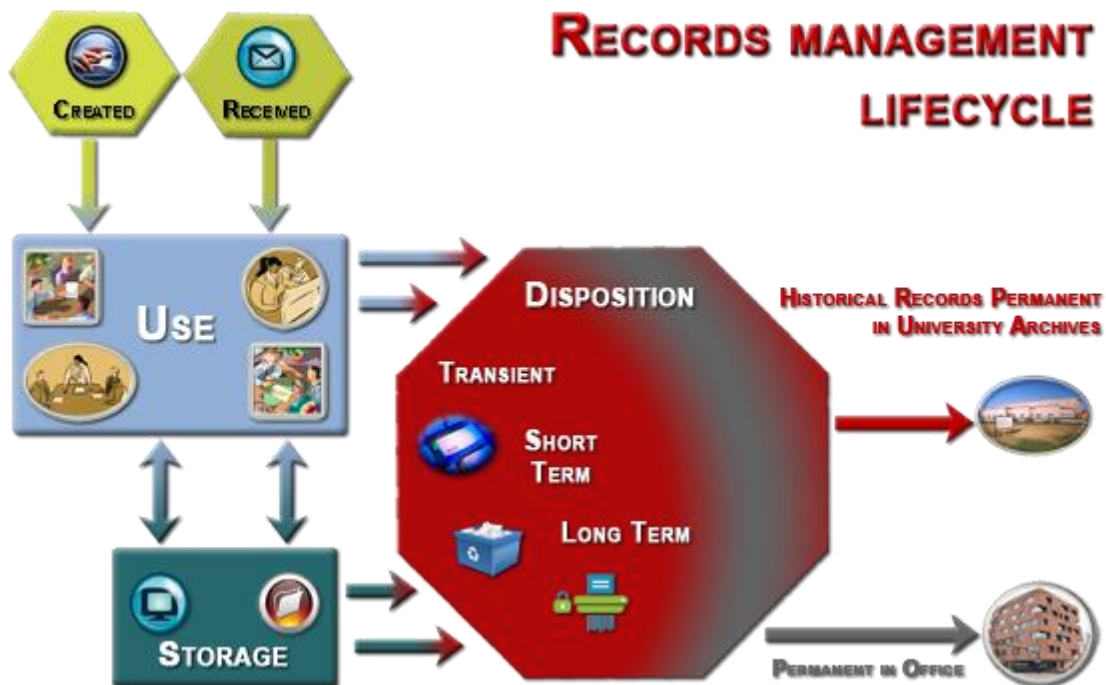 RECORDS MANAGEMENT
LIFECYCLE
CREATED
RECEIVED
USE
DISPOSITION
TRANSIENT
SHORT
TERM
LONG TERM
STORAGE
HISTORICAL RECORDS PERMANENT
IN UNIVERSITY ARCHIVES
PERMANENT IN OFFICE